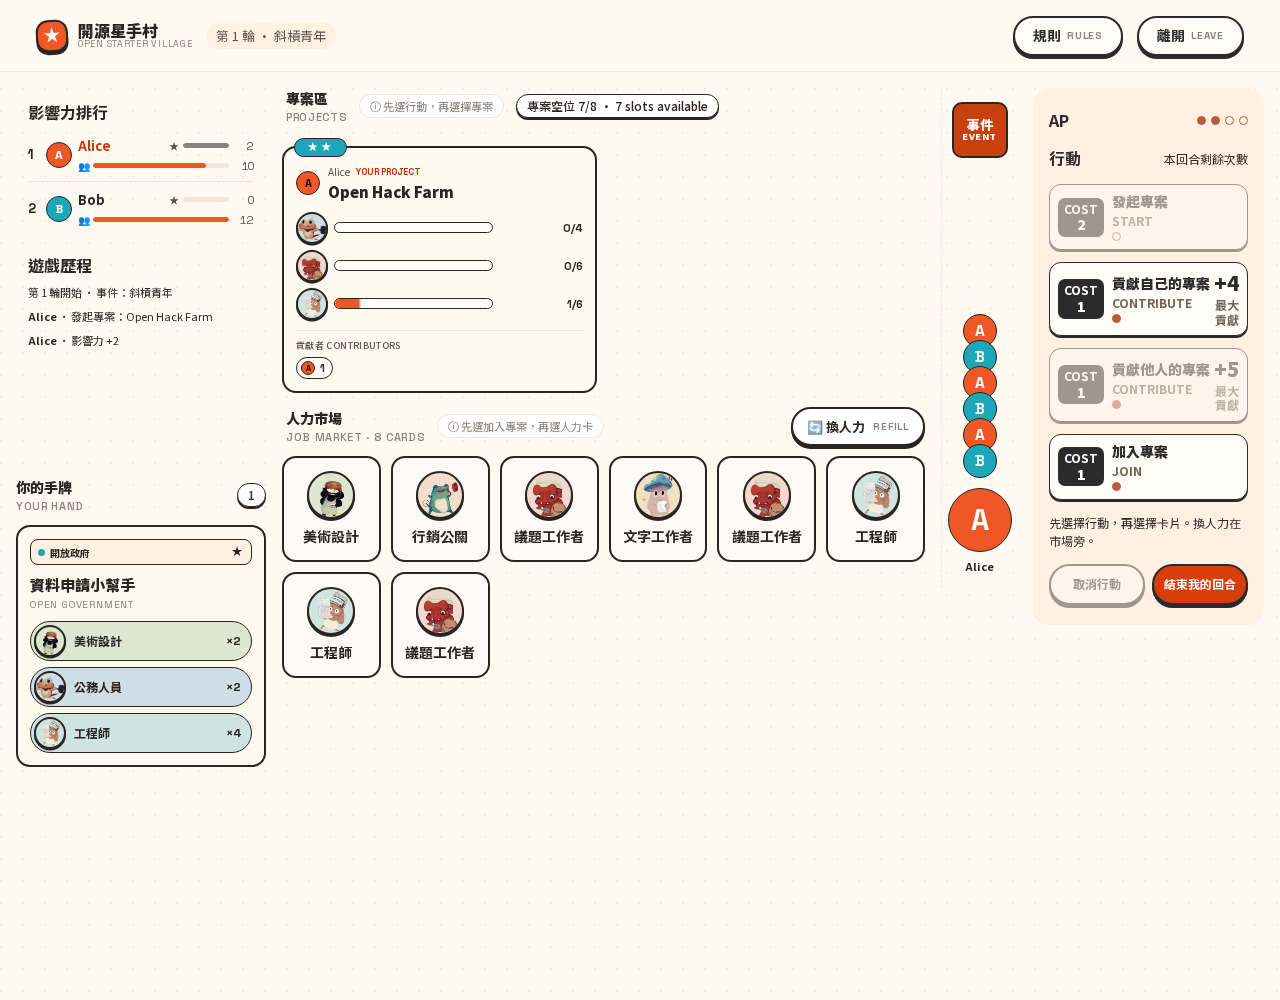 開源星手村
OPEN STARTER VILLAGE
第 1 輪 · 斜槓青年
規則 RULES
離開 LEAVE
影響力排行
1 A Alice ★ 2
10
2 B Bob ★ 0
12
遊戲歷程
第 1 輪開始 · 事件：斜槓青年
Alice · 發起專案：Open Hack Farm
Alice · 影響力 +2
你的手牌
YOUR HAND
1
開放政府 ★
資料申請小幫手
OPEN GOVERNMENT
美術設計 ×2
公務人員 ×2
工程師 ×4
專案區
PROJECTS
ⓘ 先選行動，再選擇專案
專案空位 7/8 · 7 slots available
★ ★
A
Alice YOUR PROJECT
Open Hack Farm
0/4
0/6
1/6
貢獻者 CONTRIBUTORS
A 1
人力市場
JOB MARKET · 8 CARDS
ⓘ 先選加入專案，再選人力卡
🔄 換人力 REFILL
美術設計
行銷公關
議題工作者
文字工作者
議題工作者
工程師
工程師
議題工作者
事件
EVENT
A
B
A
B
A
B
A
Alice
AP
行動
本回合剩餘次數
COST
2
發起專案
START
COST
1
貢獻自己的專案
CONTRIBUTE
+4
最大
貢獻
COST
1
貢獻他人的專案
CONTRIBUTE
+5
最大
貢獻
COST
1
加入專案
JOIN
先選擇行動，再選擇卡片。換人力在
市場旁。
取消行動
結束我的回合